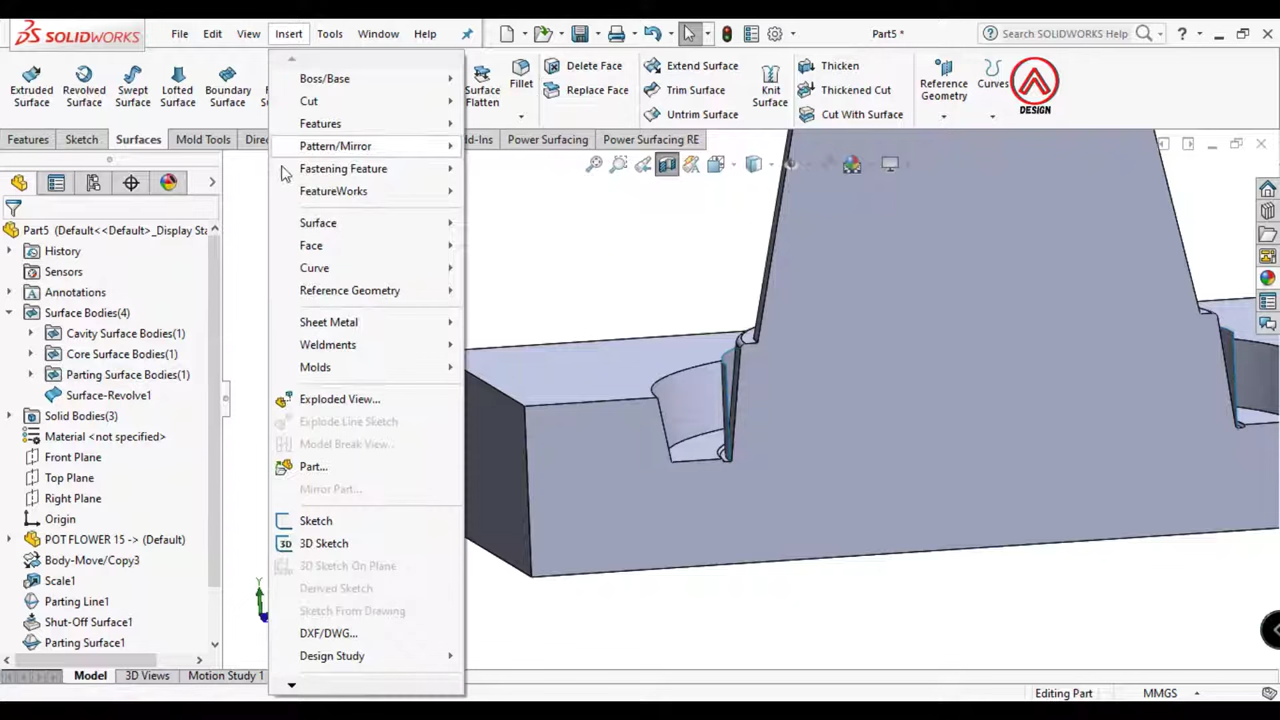 SOLIDWORKS File Edit View Insert Tools Window Help Part5 * Search SOLIDWORKS Help ?
Extruded Surface Revolved Surface Swept Surface Lofted Surface Boundary Surface Surface Flatten Fillet Delete Face Replace Face Extend Surface Trim Surface Untrim Surface Knit Surface Thicken Thickened Cut Cut With Surface Reference Geometry Curves DESIGN
Features Sketch Surfaces Mold Tools Power Surfacing Power Surfacing RE
Boss/Base
Cut
Features
Pattern/Mirror
Fastening Feature
FeatureWorks
Surface
Face
Curve
Reference Geometry
Sheet Metal
Weldments
Molds
Exploded View...
Explode Line Sketch
Model Break View...
Part...
Mirror Part...
Sketch
3D Sketch
3D Sketch On Plane
Derived Sketch
Sketch From Drawing
DXF/DWG...
Design Study
Part5 (Default<<Default>_Display Sta
History
Sensors
Annotations
Surface Bodies(4)
Cavity Surface Bodies(1)
Core Surface Bodies(1)
Parting Surface Bodies(1)
Surface-Revolve1
Solid Bodies(3)
Material <not specified>
Front Plane
Top Plane
Right Plane
Origin
POT FLOWER 15 -> (Default)
Body-Move/Copy3
Scale1
Parting Line1
Shut-Off Surface1
Parting Surface1
Y
Model 3D Views Motion Study 1
Editing Part MMGS